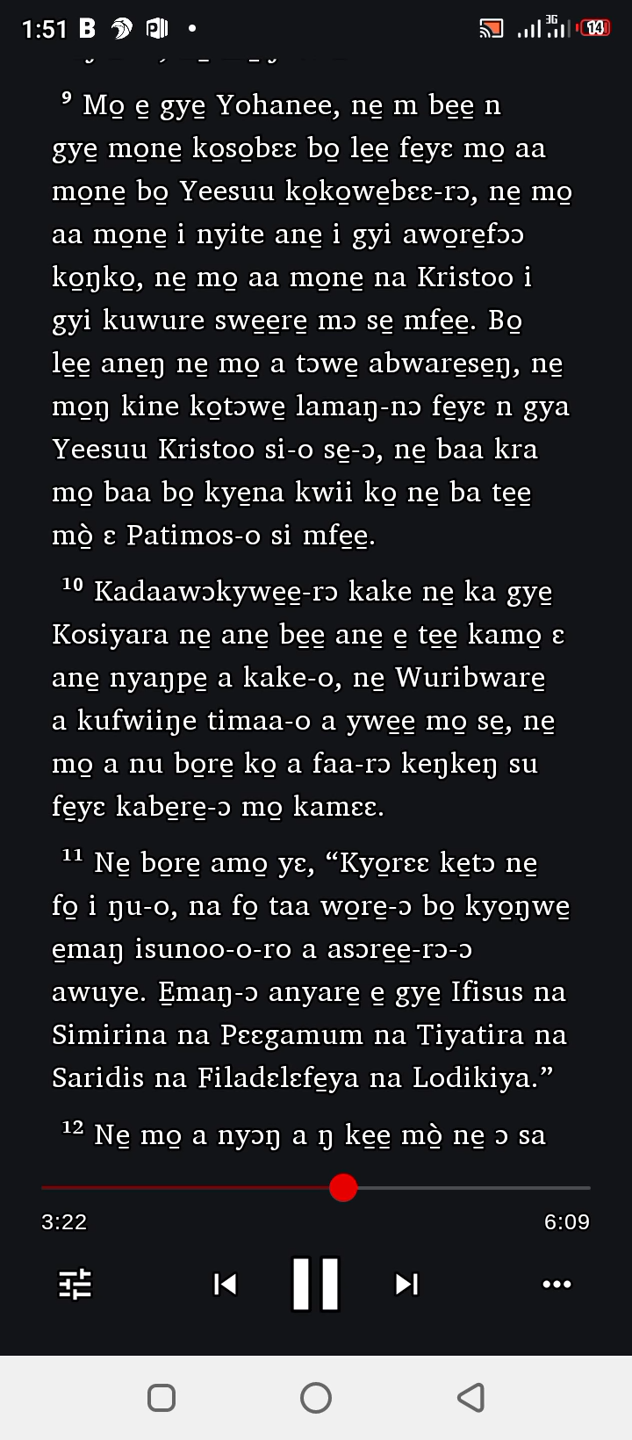 1:51 B
3G
14
⁹ Mo̱ e̱ gye̱ Yohanee, ne̱ m be̱e̱ n
gye̱ mo̱ne̱ ko̱so̱bɛɛ bo̱ le̱e̱ fe̱yɛ mo̱ aa
mo̱ne̱ bo̱ Yeesuu ko̱ko̱we̱bɛɛ-rɔ, ne̱ mo̱
aa mo̱ne̱ i nyite ane̱ i gyi awo̱re̱fɔɔ
ko̱ŋko̱, ne̱ mo̱ aa mo̱ne̱ na Kristoo i
gyi kuwure swe̱e̱re̱ mɔ se̱ mfe̱e̱. Bo̱
le̱e̱ ane̱ŋ ne̱ mo̱ a tɔwe̱ abware̱se̱ŋ, ne̱
mo̱ŋ kine ko̱tɔwe̱ lamaŋ-nɔ fe̱yɛ n gya
Yeesuu Kristoo si-o se̱-ɔ, ne̱ baa kra
mo̱ baa bo̱ kye̱na kwii ko̱ ne̱ ba te̱e̱
mò̱ ɛ Patimos-o si mfe̱e̱.
¹⁰ Kadaawɔkywe̱e̱-rɔ kake ne̱ ka gye̱
Kosiyara ne̱ ane̱ be̱e̱ ane̱ e̱ te̱e̱ kamo̱ ɛ
ane̱ nyaŋpe̱ a kake-o, ne̱ Wuribware̱
a kufwiiŋe timaa-o a ywe̱e̱ mo̱ se̱, ne̱
mo̱ a nu bo̱re̱ ko̱ a faa-rɔ keŋkeŋ su
fe̱yɛ kabe̱re̱-ɔ mo̱ kamɛɛ.
¹¹ Ne̱ bo̱re̱ amo̱ yɛ, “Kyo̱rɛɛ ke̱tɔ ne̱
fo̱ i ŋu-o, na fo̱ taa wo̱re̱-ɔ bo̱ kyo̱ŋwe̱
e̱maŋ isunoo-o-ro a asɔre̱e̱-rɔ-ɔ
awuye. E̱maŋ-ɔ anyare̱ e̱ gye̱ Ifisus na
Simirina na Pɛɛgamum na Tiyatira na
Saridis na Filadɛlɛfe̱ya na Lodikiya.”
¹² Ne̱ mo̱ a nyɔŋ a ŋ ke̱e̱ mò̱ ne̱ ɔ sa
3:22
6:09